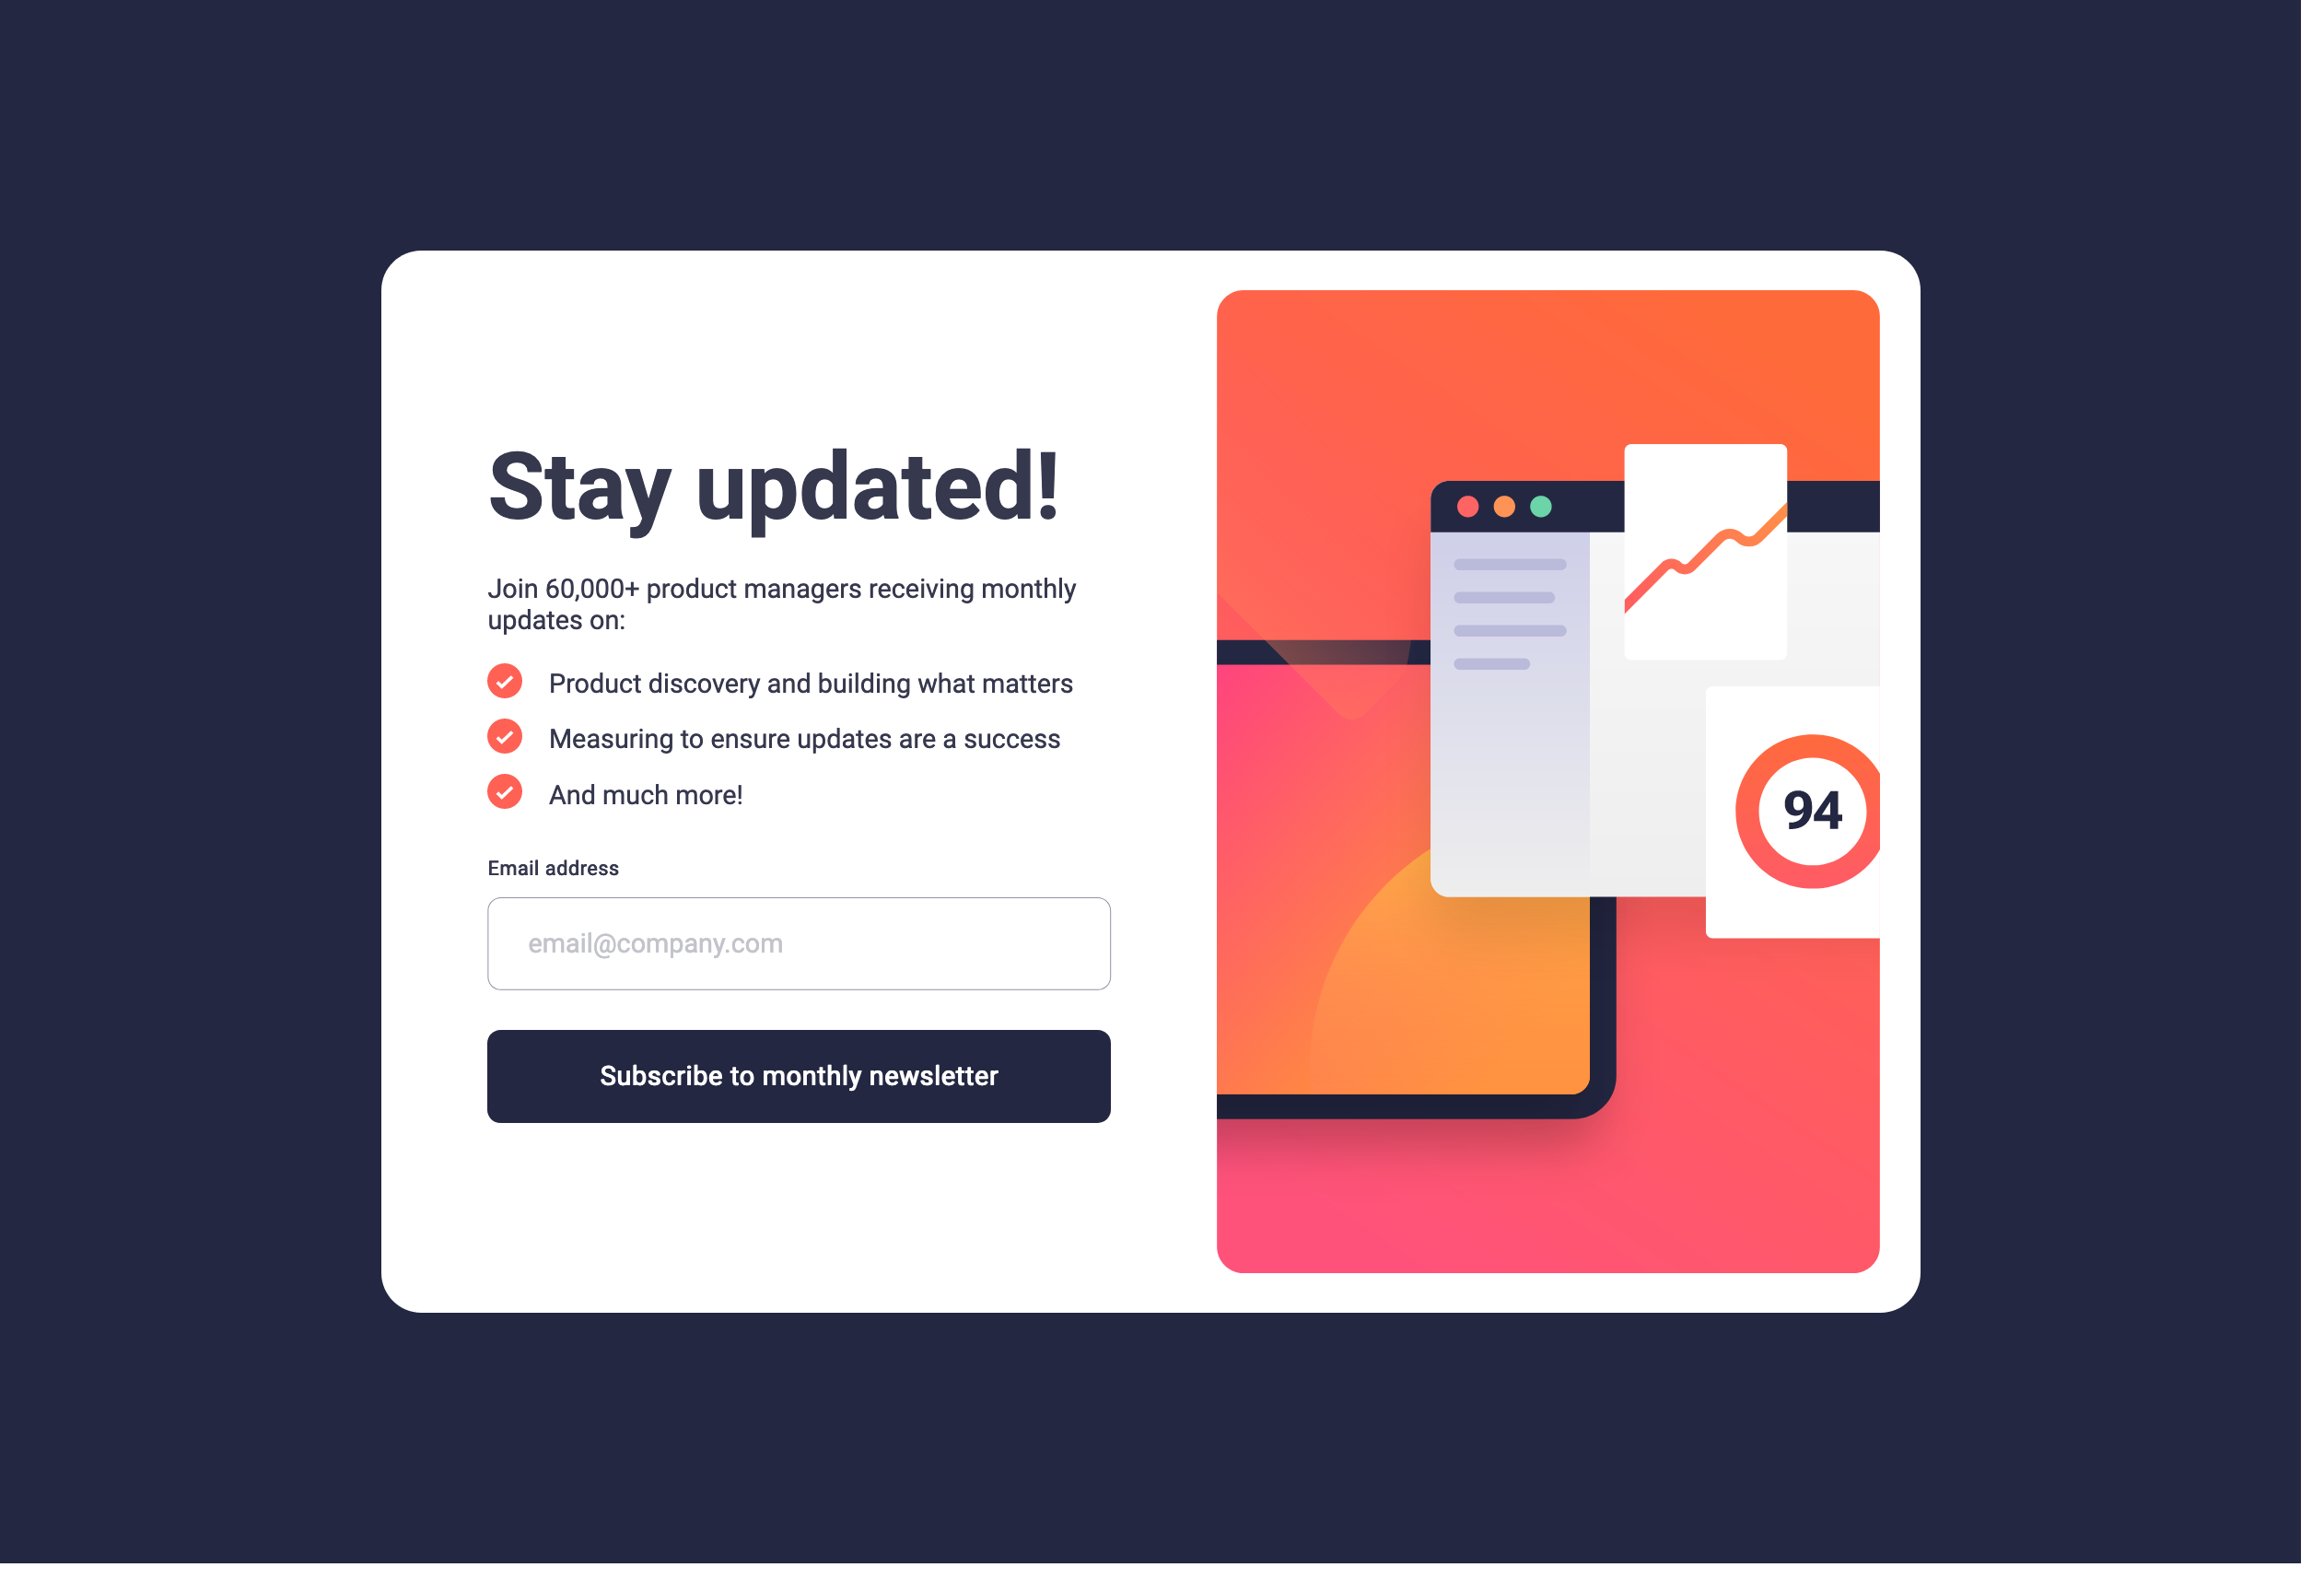 Stay updated!
Join 60,000+ product managers receiving monthly
updates on:
Product discovery and building what matters
Measuring to ensure updates are a success
And much more!
Email address
email@company.com
Subscribe to monthly newsletter
94